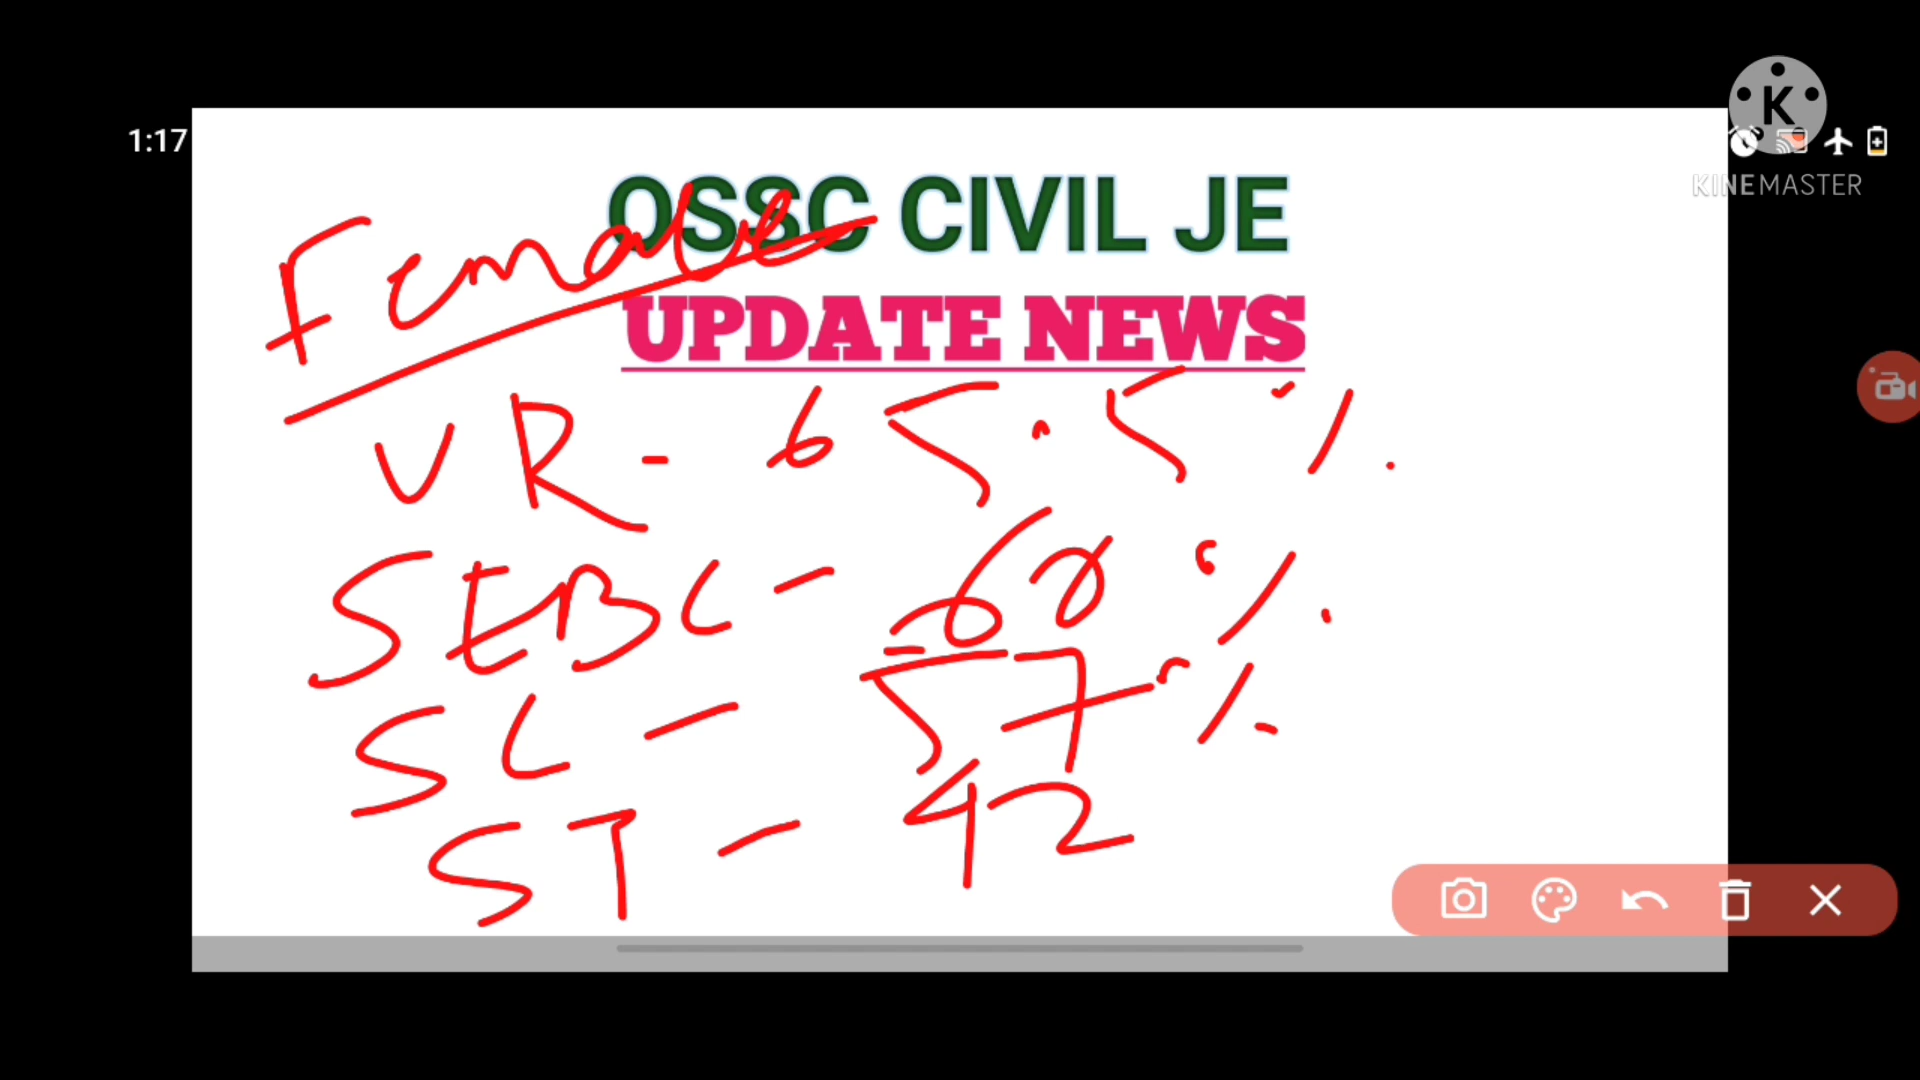 1:17
KINEMASTER
OSSC CIVIL JE
Female
UPDATE NEWS
UR- 65.5%.
SEBC- 60%.
SC- 57%.
ST- 42